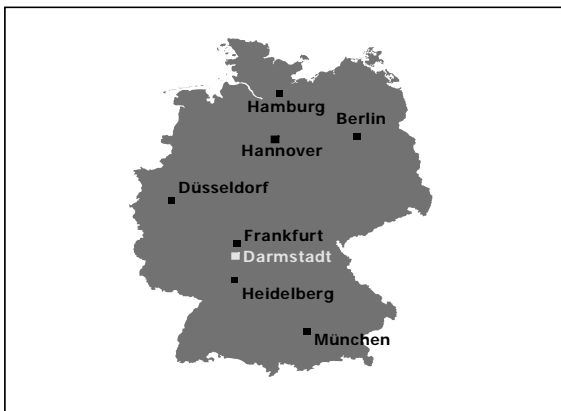 Hamburg
Berlin
Hannover
Düsseldorf
Frankfurt
Darmstadt
Heidelberg
München